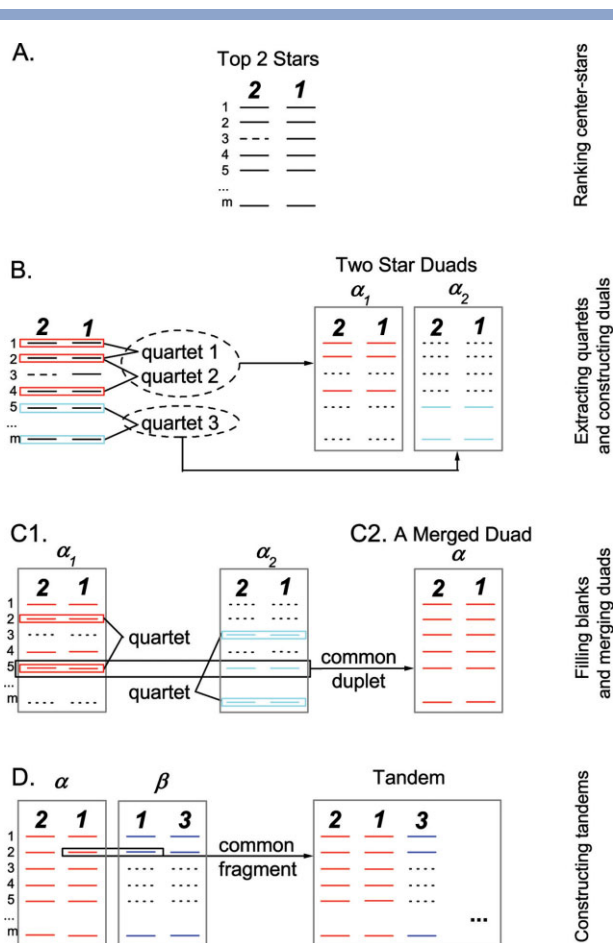 A.
Top 2 Stars
2 1
1
2
3
4
5
...
m
Ranking center-stars
B.
Two Star Duads
α1 α2
2 1
2 1
2 1
1
2
3
4
5
...
m
quartet 1
quartet 2
quartet 3
Extracting quartets
and constructing duals
C1.
α1
α2
C2. A Merged Duad
α
2 1
2 1
2 1
1
2
3
4
5
...
m
quartet
quartet
common
duplet
Filling blanks
and merging duads
D.
α
β
Tandem
2 1
1 3
2 1 3
1
2
3
4
5
...
m
common
fragment
...
Constructing tandems